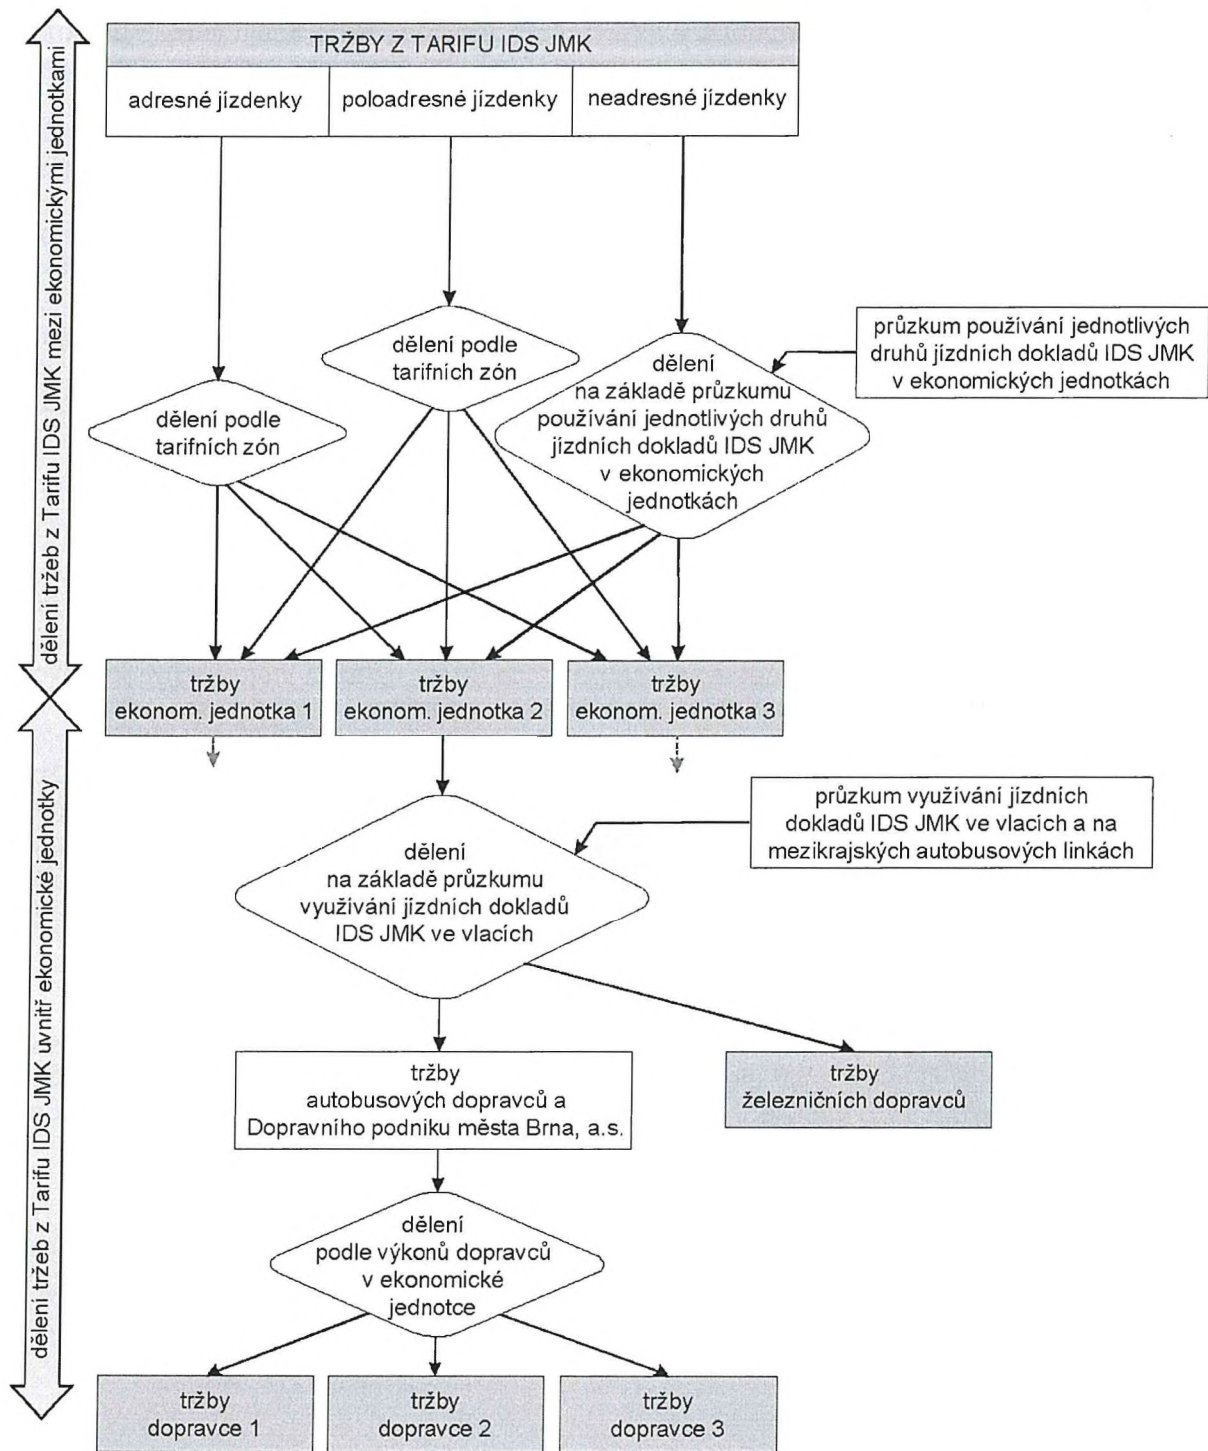 TRŽBY Z TARIFU IDS JMK
adresné jízdenky
poloadresné jízdenky
neadresné jízdenky
dělení tržeb z Tarifu IDS JMK mezi ekonomickými jednotkami
dělení podle
tarifních zón
dělení podle
tarifních zón
dělení
na základě průzkumu
používání jednotlivých druhů
jízdních dokladů IDS JMK
v ekonomických
jednotkách
průzkum používání jednotlivých
druhů jízdních dokladů IDS JMK
v ekonomických jednotkách
tržby
ekonom. jednotka 1
tržby
ekonom. jednotka 2
tržby
ekonom. jednotka 3
dělení tržeb z Tarifu IDS JMK uvnitř ekonomické jednotky
průzkum využívání jízdních
dokladů IDS JMK ve vlacích a na
mezikrajských autobusových linkách
dělení
na základě průzkumu
využívání jízdních dokladů
IDS JMK ve vlacích
tržby
autobusových dopravců a
Dopravního podniku města Brna, a.s.
tržby
železničních dopravců
dělení
podle výkonů dopravců
v ekonomické
jednotce
tržby
dopravce 1
tržby
dopravce 2
tržby
dopravce 3